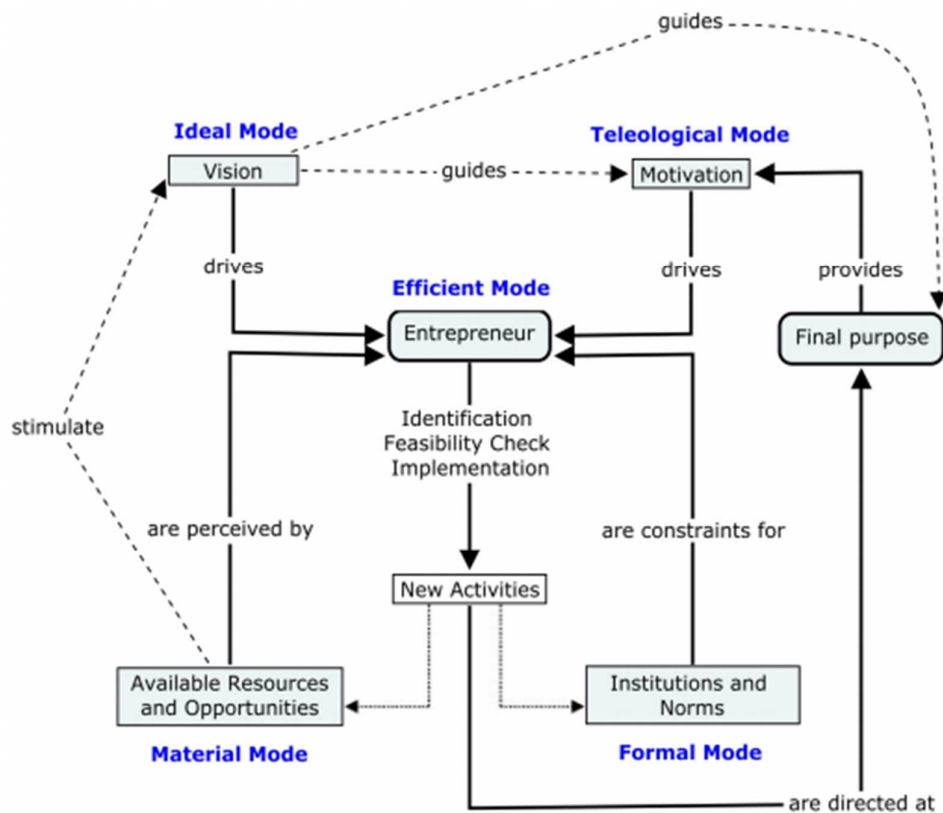 guides
Ideal Mode
Teleological Mode
Vision
guides
Motivation
drives
drives
provides
Efficient Mode
Entrepreneur
Final purpose
stimulate
Identification
Feasibility Check
Implementation
are perceived by
are constraints for
New Activities
Available Resources
and Opportunities
Institutions and
Norms
Material Mode
Formal Mode
are directed at